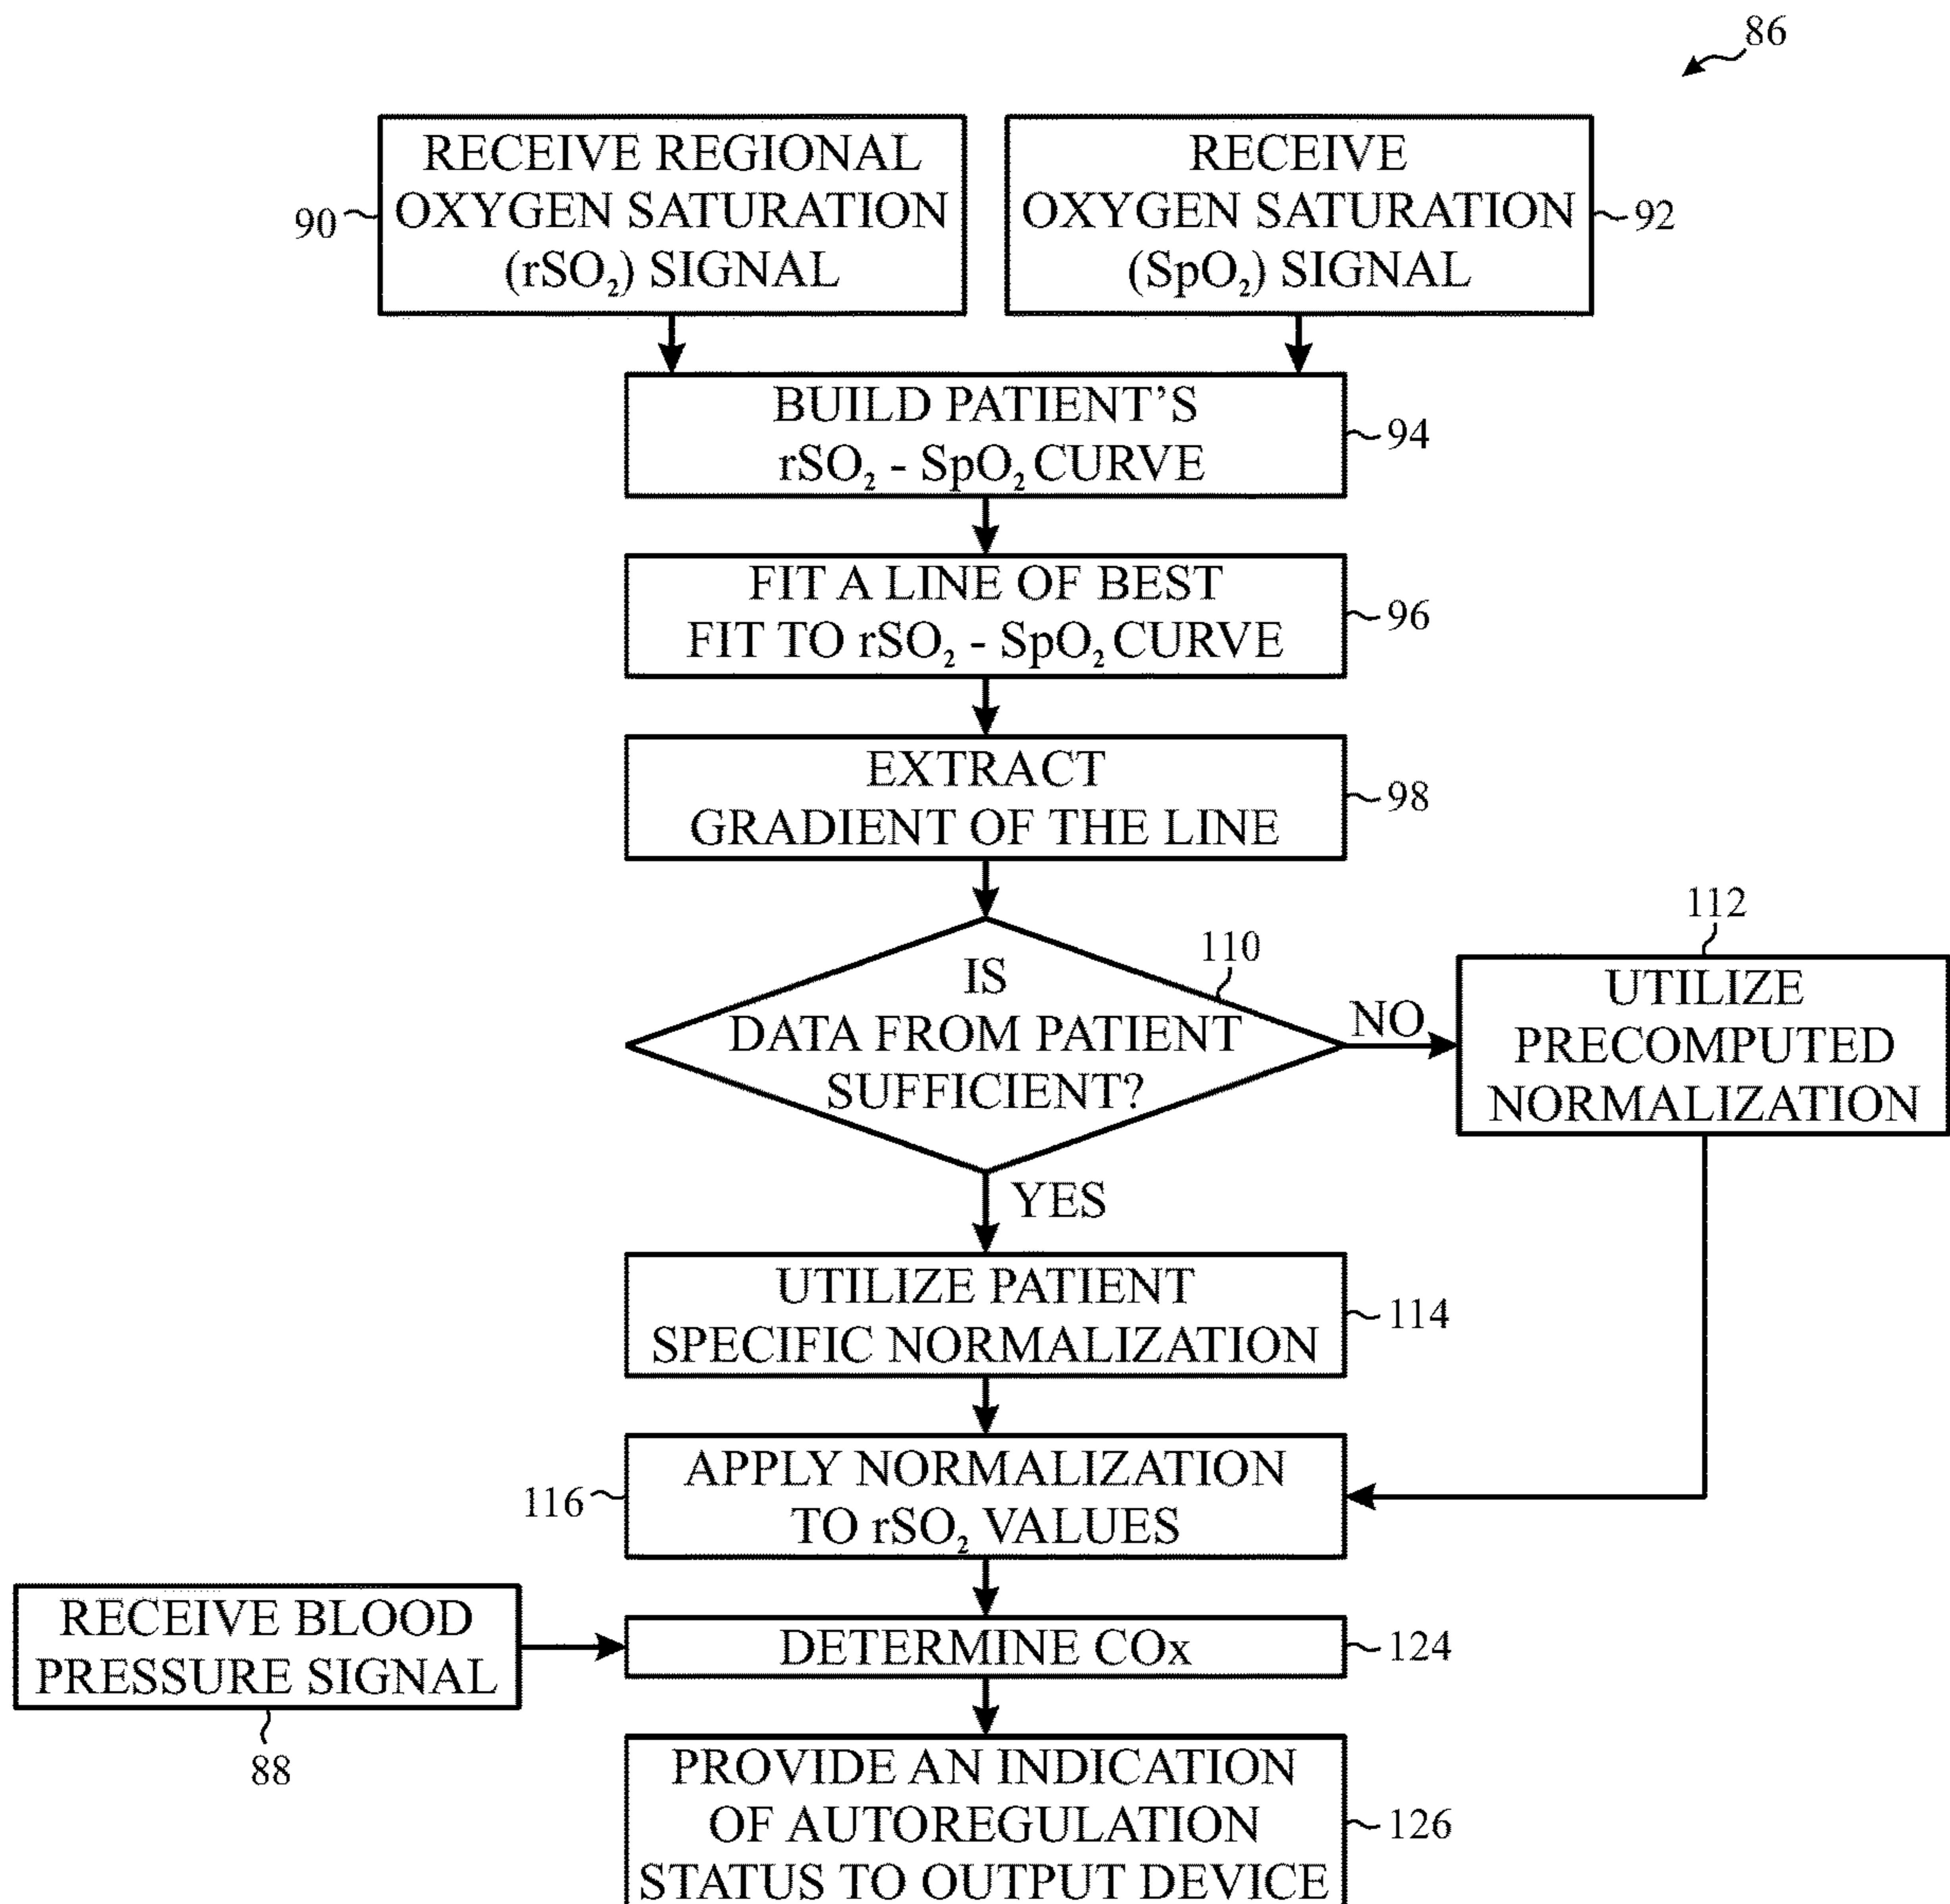 86
RECEIVE REGIONAL
OXYGEN SATURATION
(rSO₂) SIGNAL
90
RECEIVE
OXYGEN SATURATION
(SpO₂) SIGNAL
92
BUILD PATIENT’S
rSO₂ - SpO₂ CURVE
94
FIT A LINE OF BEST
FIT TO rSO₂ - SpO₂ CURVE
96
EXTRACT
GRADIENT OF THE LINE
98
IS
DATA FROM PATIENT
SUFFICIENT?
110
NO
112
UTILIZE
PRECOMPUTED
NORMALIZATION
YES
UTILIZE PATIENT
SPECIFIC NORMALIZATION
114
APPLY NORMALIZATION
TO rSO₂ VALUES
116
RECEIVE BLOOD
PRESSURE SIGNAL
88
DETERMINE COx
124
PROVIDE AN INDICATION
OF AUTOREGULATION
STATUS TO OUTPUT DEVICE
126